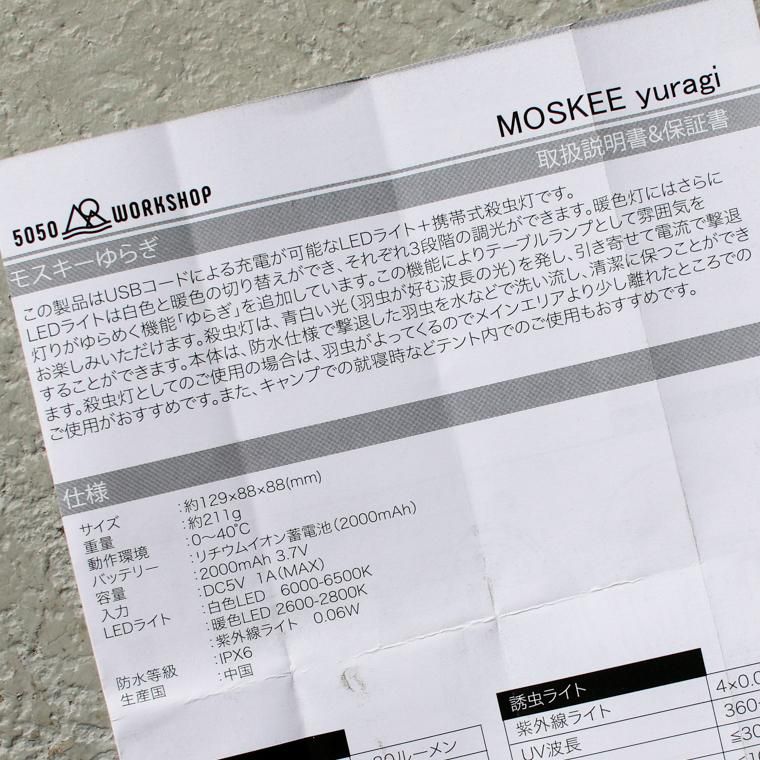 MOSKEE yuragi
取扱説明書&保証書
5050 WORKSHOP
モスキーゆらぎ
この製品はUSBコードによる充電が可能なLEDライト＋携帯式殺虫灯です。
LEDライトは白色と暖色の切り替えができ、それぞれ3段階の調光ができます。暖色灯にはさらに
灯りがゆらめく機能「ゆらぎ」を追加しています。この機能によりテーブルランプとして雰囲気を
お楽しみいただけます。殺虫灯は、青白い光（羽虫が好む波長の光）を発し、引き寄せて電流で撃退
することができます。本体は、防水仕様で撃退した羽虫を水などで洗い流し、清潔に保つことができ
ます。殺虫灯としてのご使用の場合は、羽虫がよってくるのでメインエリアより少し離れたところでの
ご使用がおすすめです。また、キャンプでの就寝時などテント内でのご使用もおすすめです。
仕様
サイズ :約129×88×88(mm)
重量 :約211g
動作環境 :0〜40℃
バッテリー :リチウムイオン蓄電池（2000mAh）
容量 :2000mAh 3.7V
入力 :DC5V 1A(MAX)
LEDライト :白色LED 6000-6500K
:暖色LED 2600-2800K
:紫外線ライト 0.06W
防水等級 :IPX6
生産国 :中国
ルーメン
誘虫ライト
紫外線ライト 4×0.0
UV波長 360
≤30